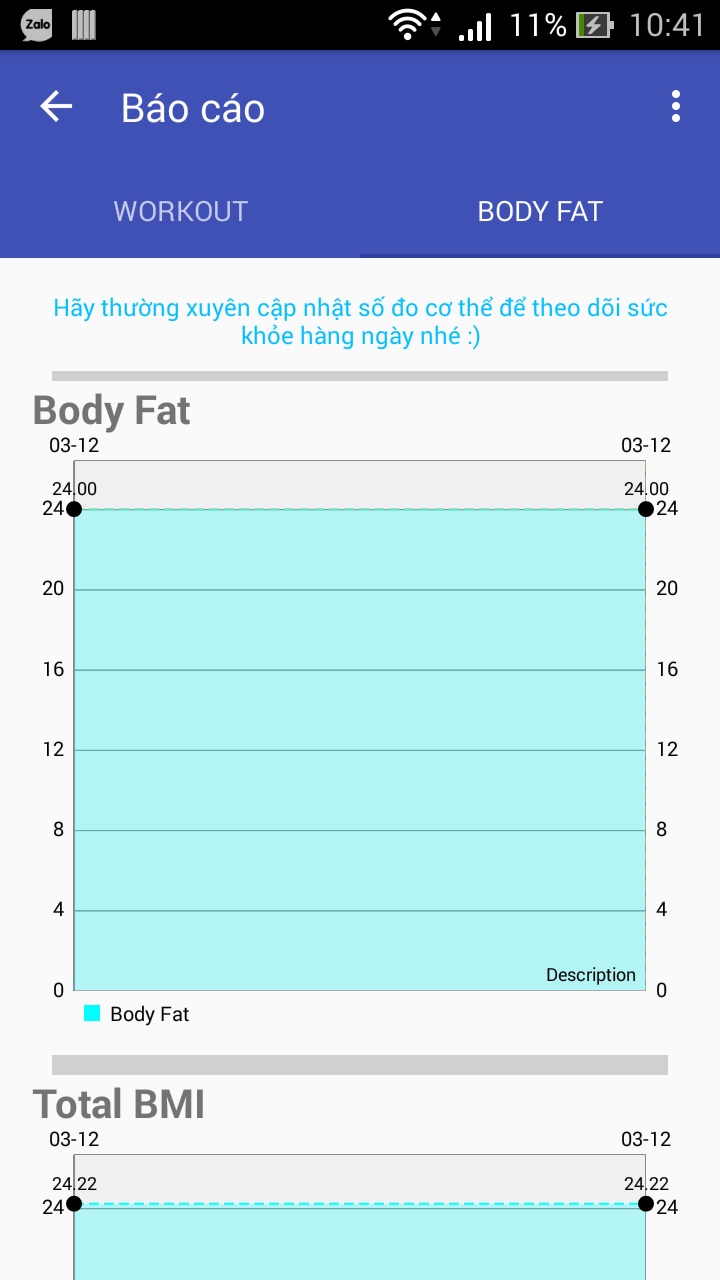 Zalo
11% 10:41
Báo cáo
WORKOUT BODY FAT
Hãy thường xuyên cập nhật số đo cơ thể để theo dõi sức
khỏe hàng ngày nhé :)
Body Fat
03-12 03-12
24.00 24.00
24 24
20 20
16 16
12 12
8 8
4 4
Description
0 0
Body Fat
Total BMI
03-12 03-12
24.22 24.22
24 24